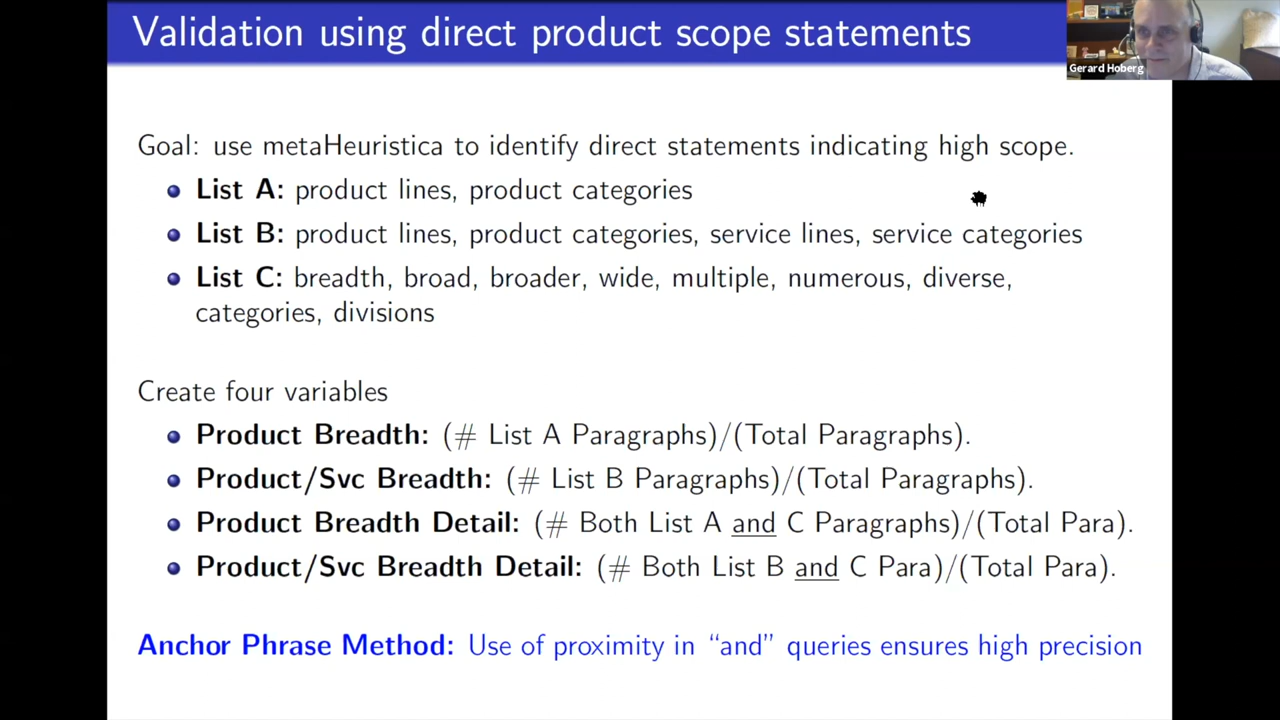 Validation using direct product scope statements
Gerard Hoberg
Goal: use metaHeuristica to identify direct statements indicating high scope.
List A: product lines, product categories
List B: product lines, product categories, service lines, service categories
List C: breadth, broad, broader, wide, multiple, numerous, diverse,
categories, divisions
Create four variables
Product Breadth: (# List A Paragraphs)/(Total Paragraphs).
Product/Svc Breadth: (# List B Paragraphs)/(Total Paragraphs).
Product Breadth Detail: (# Both List A and C Paragraphs)/(Total Para).
Product/Svc Breadth Detail: (# Both List B and C Para)/(Total Para).
Anchor Phrase Method: Use of proximity in “and” queries ensures high precision